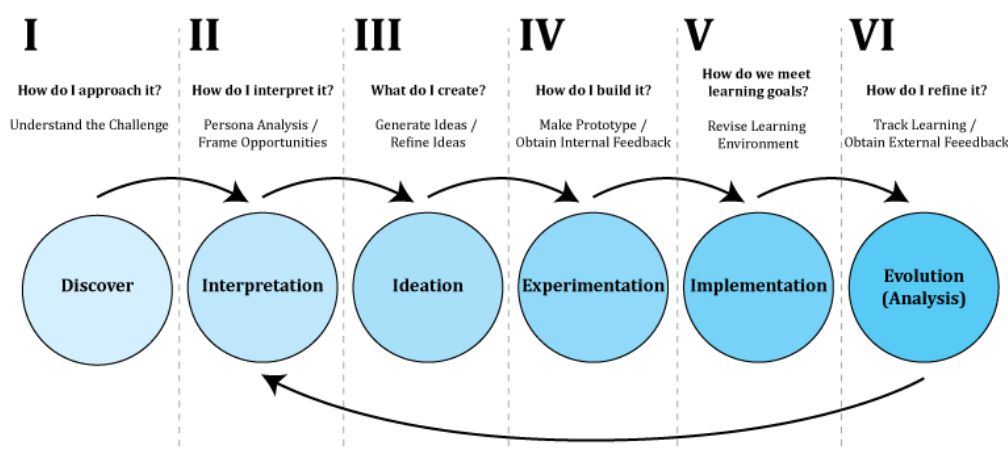 I
How do I approach it?
Understand the Challenge
Discover
II
How do I interpret it?
Persona Analysis /
Frame Opportunities
Interpretation
III
What do I create?
Generate Ideas /
Refine Ideas
Ideation
IV
How do I build it?
Make Prototype /
Obtain Internal Feedback
Experimentation
V
How do we meet
learning goals?
Revise Learning
Environment
Implementation
VI
How do I refine it?
Track Learning /
Obtain External Feeedback
Evolution
(Analysis)